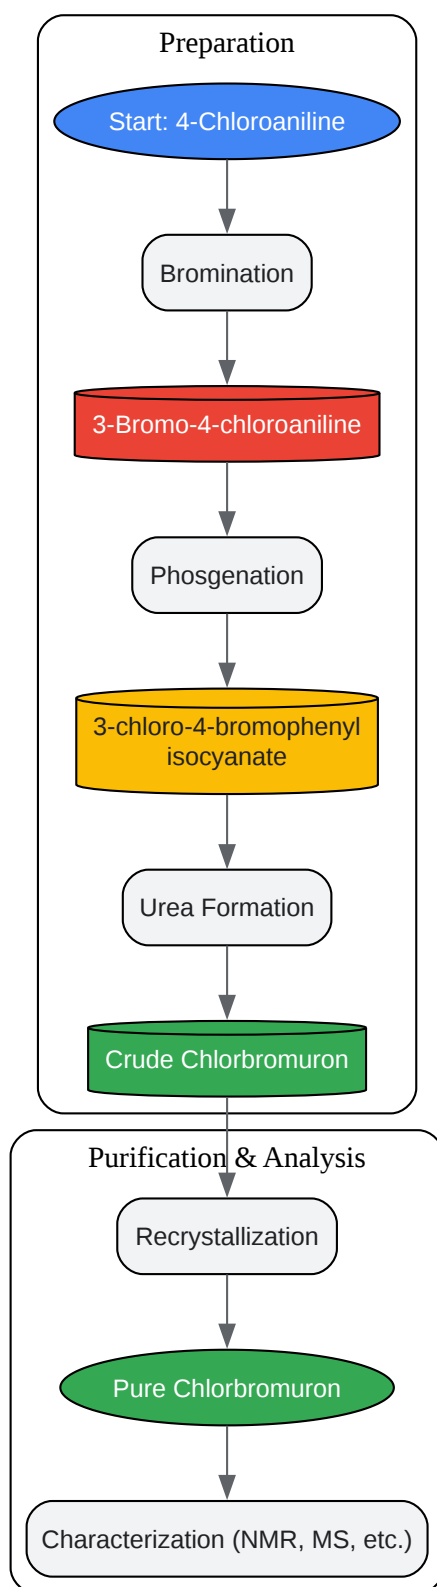 Preparation
Start: 4-Chloroaniline
Bromination
3-Bromo-4-chloroaniline
Phosgenation
3-chloro-4-bromophenyl
isocyanate
Urea Formation
Crude Chlorbromuron
Purification & Analysis
Recrystallization
Pure Chlorbromuron
Characterization (NMR, MS, etc.)